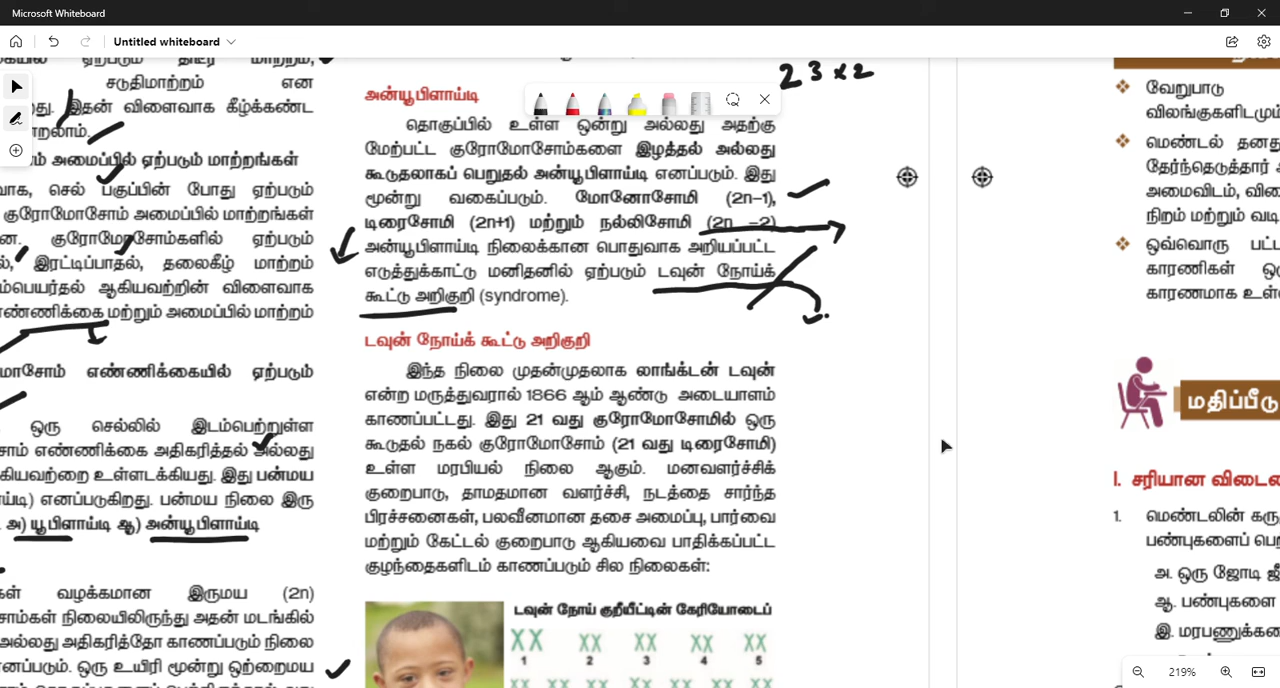 Microsoft Whiteboard
Untitled whiteboard
23x2
மாற்றம்,
சடுதிமாற்றம் என
இதன் விளைவாக கீழ்க்கண்ட
அமைப்பில் ஏற்படும் மாற்றங்கள்
செல் பகுப்பின் போது ஏற்படும்
குரோமோசோம் அமைப்பில் மாற்றங்கள்
குரோமோசோம்களில் ஏற்படும்
இரட்டிப்பாதல், தலைகீழ் மாற்றம்
ஆகியவற்றின் விளைவாக
மற்றும் அமைப்பில் மாற்றம்
எண்ணிக்கையில் ஏற்படும்
ஒரு செல்லில் இடம்பெற்றுள்ள
எண்ணிக்கை அதிகரித்தல் அல்லது
உள்ளடக்கியது. இது பன்மய
எனப்படுகிறது. பன்மய நிலை இரு
அ) யூபிளாய்டி ஆ) அன்யூபிளாய்டி
வழக்கமான இருமய (2n)
நிலையிலிருந்து அதன் மடங்கில்
அல்லது அதிகரித்தோ காணப்படும் நிலை
ஒரு உயிரி மூன்று ஒற்றைமய
அன்யூபிளாய்டி
தொகுப்பில் உள்ள ஒன்று அல்லது அதற்கு
மேற்பட்ட குரோமோசோம்களை இழத்தல் அல்லது
கூடுதலாகப் பெறுதல் அன்யூபிளாய்டி எனப்படும். இது
மூன்று வகைப்படும். மோனோசோமி (2n–1),
டிரைசோமி (2n+1) மற்றும் நல்லிசோமி (2n –2)
அன்யூபிளாய்டி நிலைக்கான பொதுவாக அறியப்பட்ட
எடுத்துக்காட்டு மனிதனில் ஏற்படும் டவுன் நோய்க்
கூட்டு அறிகுறி (syndrome).
டவுன் நோய்க் கூட்டு அறிகுறி
இந்த நிலை முதன்முதலாக லாங்க்டன் டவுன்
என்ற மருத்துவரால் 1866 ஆம் ஆண்டு அடையாளம்
காணப்பட்டது. இது 21 வது குரோமோசோமில் ஒரு
கூடுதல் நகல் குரோமோசோம் (21 வது டிரைசோமி)
உள்ள மரபியல் நிலை ஆகும். மனவளர்ச்சிக்
குறைபாடு, தாமதமான வளர்ச்சி, நடத்தை சார்ந்த
பிரச்சனைகள், பலவீனமான தசை அமைப்பு, பார்வை
மற்றும் கேட்டல் குறைபாடு ஆகியவை பாதிக்கப்பட்ட
குழந்தைகளிடம் காணப்படும் சில நிலைகள்:
டவுன் நோய் குறியீட்டின் கேரியோடைப்
1 2 3 4 5
வேறுபாடு
மெண்டல் தனது
தேர்ந்தெடுத்தார்
அமைவிடம்,
நிறம் மற்றும்
ஒவ்வொரு
காரணிகள்
காரணமாக
மதிப்பீடு
I. சரியான
1. மெண்டலின்
பண்புகளைப்
அ. ஒரு ஜோடி
ஆ. பண்புகளை
இ.
219%